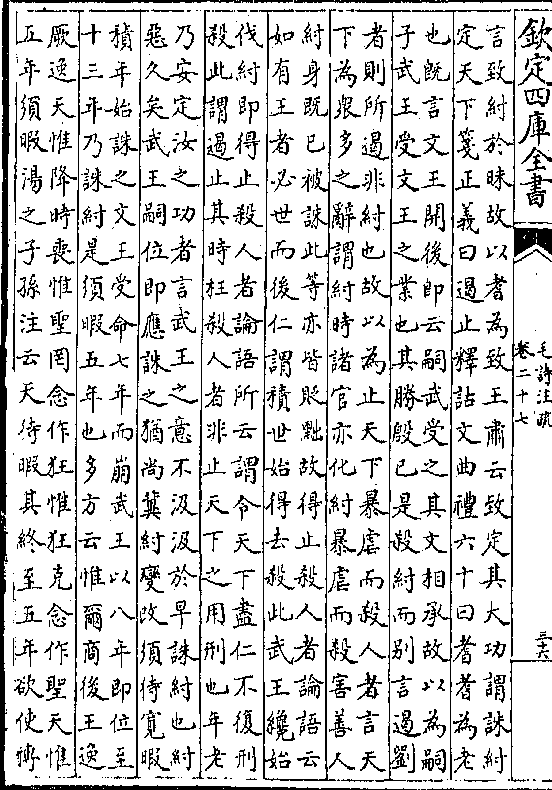 欽定四庫全書
毛詩注疏
卷二十七
三十六
言致紂於昧故以耆為致王肅云致定其大功謂誅紂
定天下箋正義曰遏止釋詁文曲禮六十曰耆耆為老
也既言文王開後即云嗣武受之其文相承故以為嗣
子武王受文王之業也其勝殷已是殺紂而别言遏劉
者則所遏非紂也故以為止天下暴虐而殺人者言天
下為衆多之辭謂紂時諸官亦化紂暴虐而殺害善人
紂身既已被誅此等亦皆貶黜故得止殺人者論語云
如有王者必世而後仁謂積世始得去殺此武王纔始
伐紂即得止殺人者論語所云謂令天下盡仁不復刑
殺此謂遏止其時枉殺人者非止天下之用刑也年老
乃安定汝之功者言武王之意不汲汲於早誅紂也紂
惡久矣武王嗣位即應誅之猶尚冀紂變改須待寛暇
積年始誅之文王受命七年而崩武王以八年即位至
十三年乃誅紂是須暇五年也多方云惟爾商後王逸
厥逸天惟降時喪惟聖罔念作狂惟狂克念作聖天惟
五年須暇湯之子孫注云天待暇其終至五年欲使傳